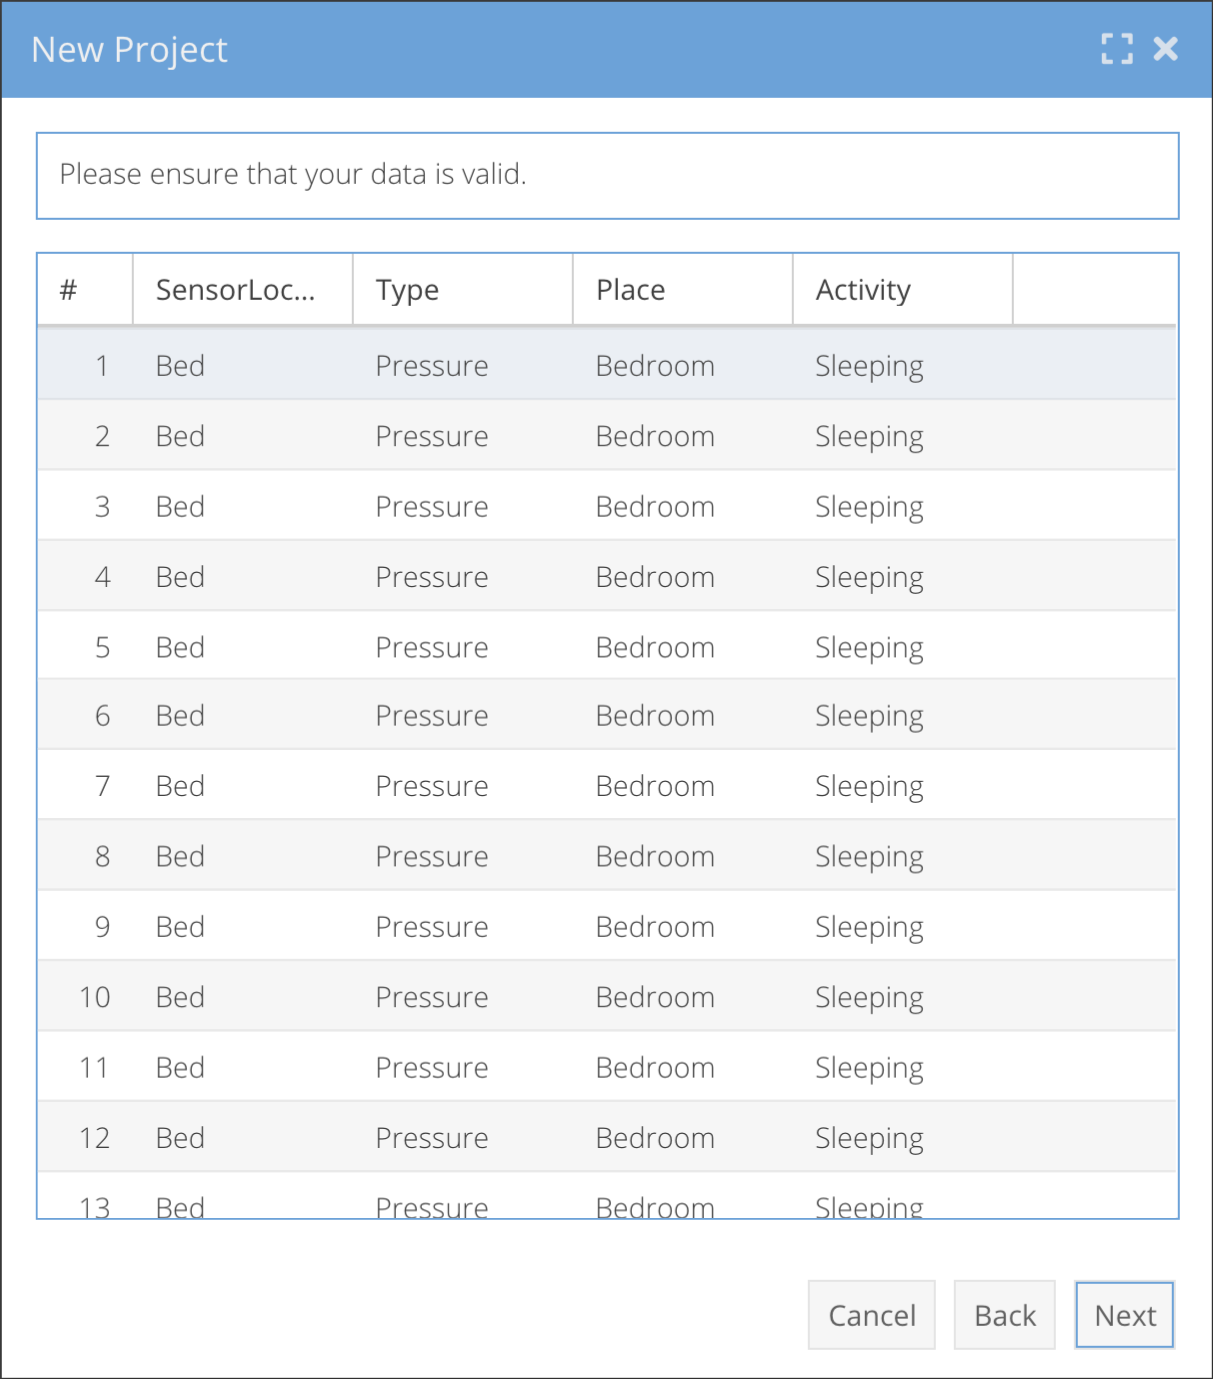 New Project
Please ensure that your data is valid.
# SensorLoc... Type Place Activity
1 Bed Pressure Bedroom Sleeping
2 Bed Pressure Bedroom Sleeping
3 Bed Pressure Bedroom Sleeping
4 Bed Pressure Bedroom Sleeping
5 Bed Pressure Bedroom Sleeping
6 Bed Pressure Bedroom Sleeping
7 Bed Pressure Bedroom Sleeping
8 Bed Pressure Bedroom Sleeping
9 Bed Pressure Bedroom Sleeping
10 Bed Pressure Bedroom Sleeping
11 Bed Pressure Bedroom Sleeping
12 Bed Pressure Bedroom Sleeping
13 Bed Pressure Bedroom Sleeping
Cancel Back Next